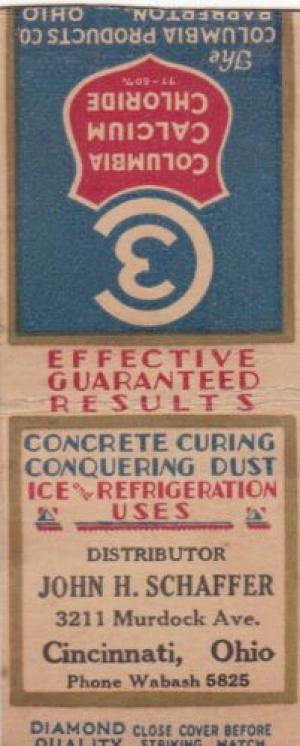 The
COLUMBIA PRODUCTS CO.
BARBERTON OHIO
COLUMBIA
CALCIUM
CHLORIDE
77-80%
C3
EFFECTIVE
GUARANTEED
RESULTS
CONCRETE CURING
CONQUERING DUST
ICE and REFRIGERATION
USES
DISTRIBUTOR
JOHN H. SCHAFFER
3211 Murdock Ave.
Cincinnati, Ohio
Phone Wabash 5825
DIAMOND CLOSE COVER BEFORE
QUALITY STRIKING MATCH